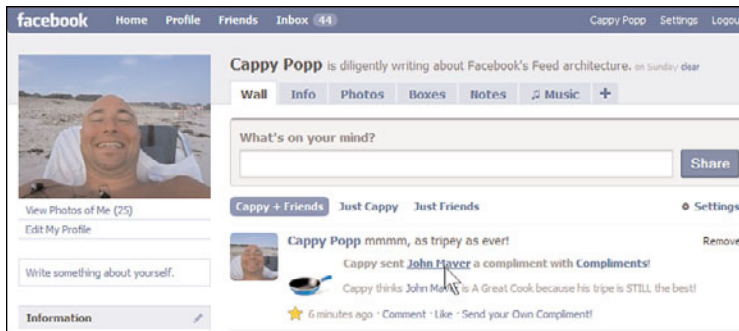 facebook Home Profile Friends Inbox 44 Cappy Popp Settings Logou
Cappy Popp is diligently writing about Facebook's Feed architecture. on Sunday clear
Wall Info Photos Boxes Notes ♫ Music +
What's on your mind?
Share
View Photos of Me (25)
Edit My Profile
Write something about yourself.
Information
Cappy + Friends Just Cappy Just Friends Settings
Cappy Popp mmmm, as tripey as ever! Remove
Cappy sent John Maver a compliment with Compliments!
Cappy thinks John Maver is A Great Cook because his tripe is STILL the best!
6 minutes ago · Comment · Like · Send your Own Compliment!